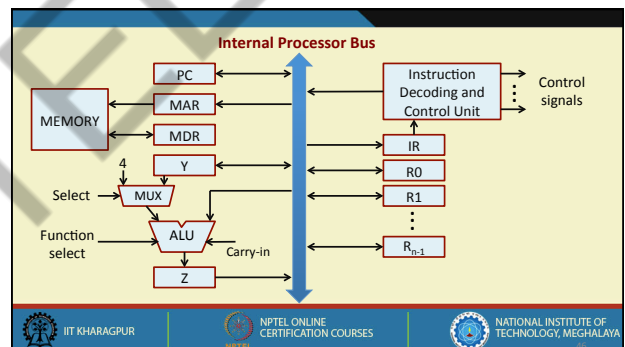 Internal Processor Bus
PC
MAR
MEMORY
MDR
Y
4
Select
MUX
ALU
Function
select
Carry-in
Z
Instruction
Decoding and
Control Unit
Control
signals
IR
R0
R1
Rn-1
IIT KHARAGPUR
NPTEL
NPTEL ONLINE
CERTIFICATION COURSES
NATIONAL INSTITUTE OF
TECHNOLOGY, MEGHALAYA